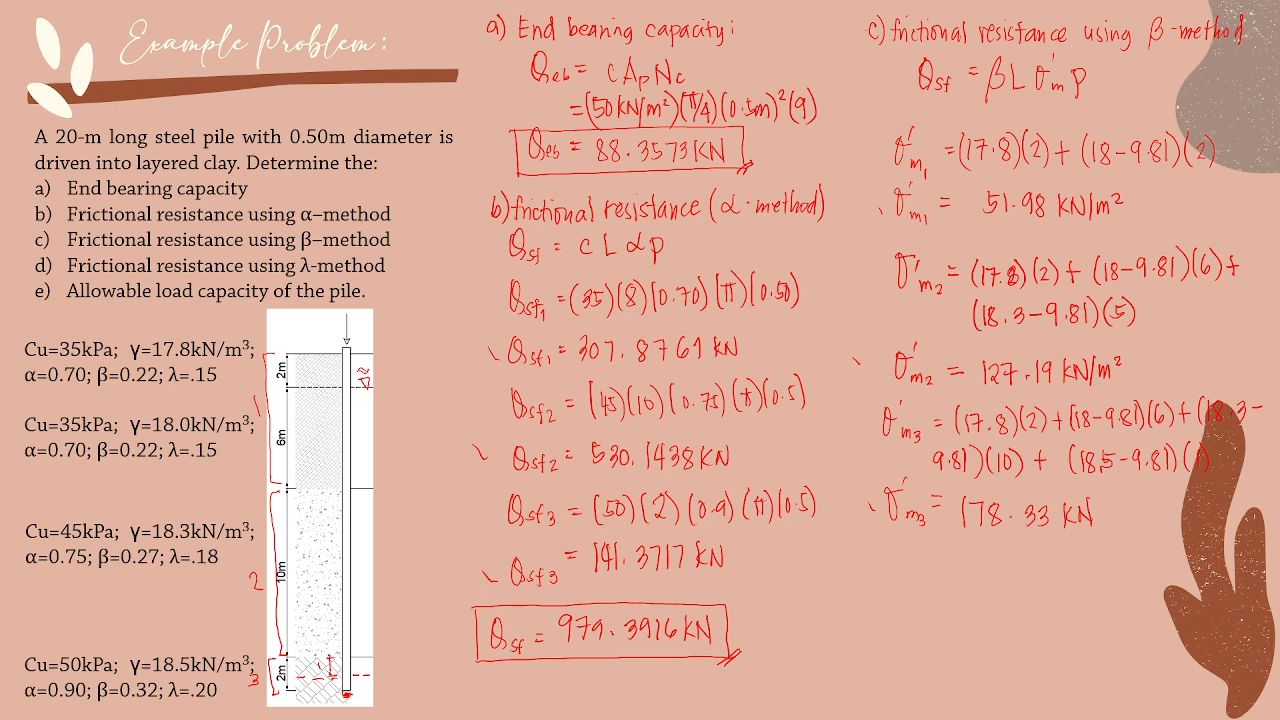 Example Problem:
A 20-m long steel pile with 0.50m diameter is
driven into layered clay. Determine the:
a) End bearing capacity
b) Frictional resistance using α–method
c) Frictional resistance using β–method
d) Frictional resistance using λ-method
e) Allowable load capacity of the pile.
Cu=35kPa; γ=17.8kN/m³;
α=0.70; β=0.22; λ=.15
Cu=35kPa; γ=18.0kN/m³;
α=0.70; β=0.22; λ=.15
Cu=45kPa; γ=18.3kN/m³;
α=0.75; β=0.27; λ=.18
Cu=50kPa; γ=18.5kN/m³;
α=0.90; β=0.32; λ=.20
2m
6m
10m
2m
1
2
3
a) End bearing capacity:
Qeb = cApNc
=(50 kN/m²)(π/4)(0.5m)²(9)
Qeb = 88.3573 KN
b) frictional resistance (α-method)
Qsf = c L α p
Qsf₁ = (35)(8)(0.70)(π)(0.50)
Qsf₁ = 307.8761 KN
Qsf₂ = (45)(10)(0.75)(π)(0.5)
Qsf₂ = 530.1438 KN
Qsf₃ = (50)(2)(0.9)(π)(0.5)
Qsf₃ = 141.3717 KN
Qsf = 979.3916 KN
c) frictional resistance using β-method
Qsf = β L σ'm p
σ'm₁ = (17.8)(2) + (18-9.81)(2)
σ'm₁ = 51.98 KN/m²
σ'm₂ = (17.8)(2) + (18-9.81)(6) +
(18.3-9.81)(5)
σ'm₂ = 127.19 KN/m²
σ'm₃ = (17.8)(2)+(18-9.81)(6)+(18.3-
9.81)(10) + (18.5-9.81)(1)
σ'm₃ = 178.33 KN